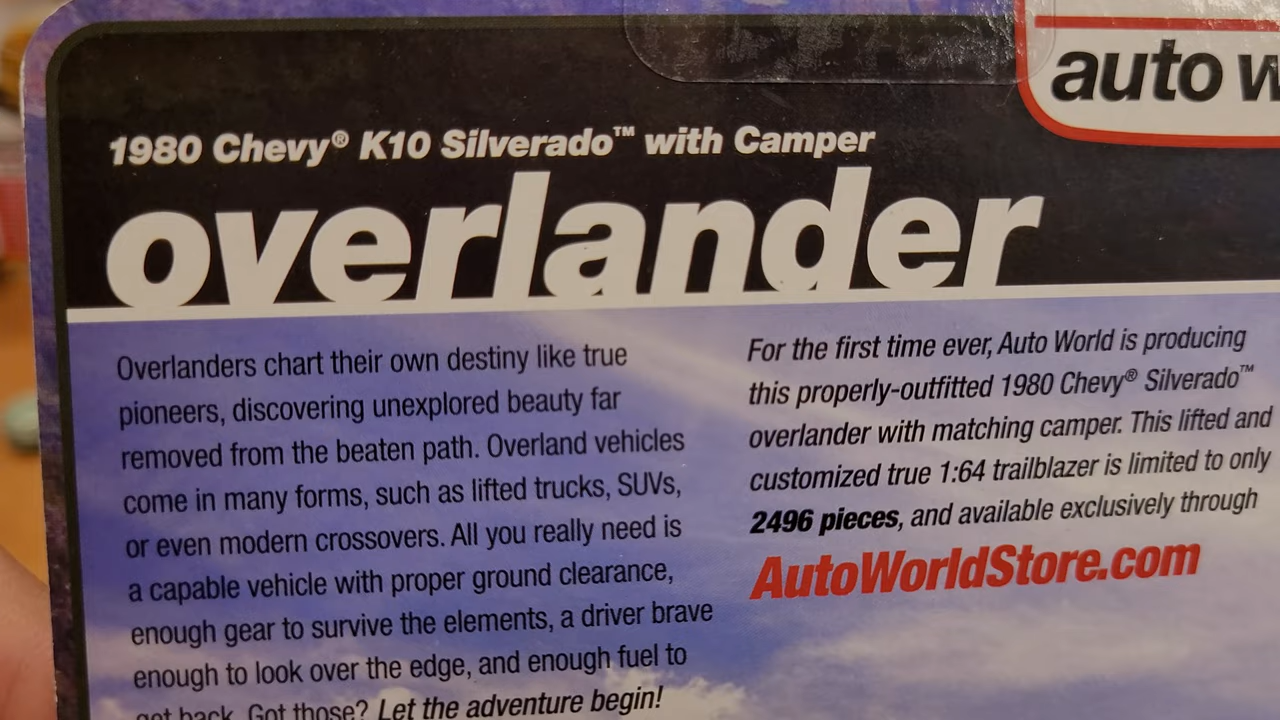 auto
1980 Chevy® K10 Silverado™ with Camper
overlander
Overlanders chart their own destiny like true
pioneers, discovering unexplored beauty far
removed from the beaten path. Overland vehicles
come in many forms, such as lifted trucks, SUVs,
or even modern crossovers. All you really need is
a capable vehicle with proper ground clearance,
enough gear to survive the elements, a driver brave
enough to look over the edge, and enough fuel to
got back. Got those? Let the adventure begin!
For the first time ever, Auto World is producing
this properly-outfitted 1980 Chevy® Silverado™
overlander with matching camper. This lifted and
customized true 1:64 trailblazer is limited to only
2496 pieces, and available exclusively through
AutoWorldStore.com